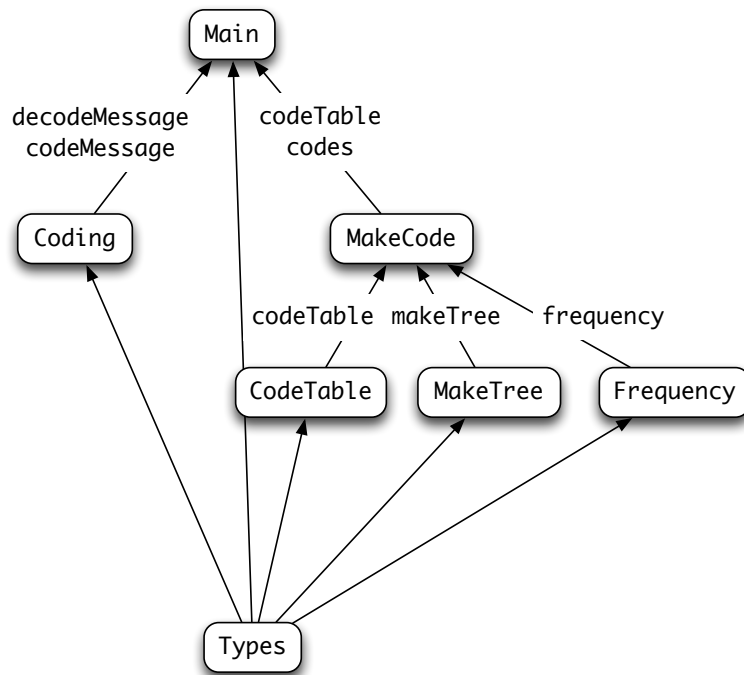 Main
decodeMessage
codeMessage
codeTable
codes
Coding
MakeCode
codeTable
makeTree
frequency
CodeTable
MakeTree
Frequency
Types